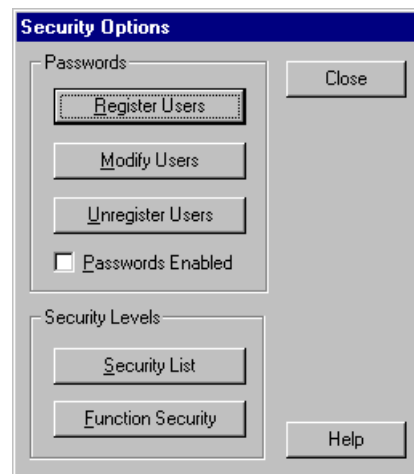 Security Options
Passwords
Close
Register Users
Modify Users
Unregister Users
Passwords Enabled
Security Levels
Security List
Function Security
Help